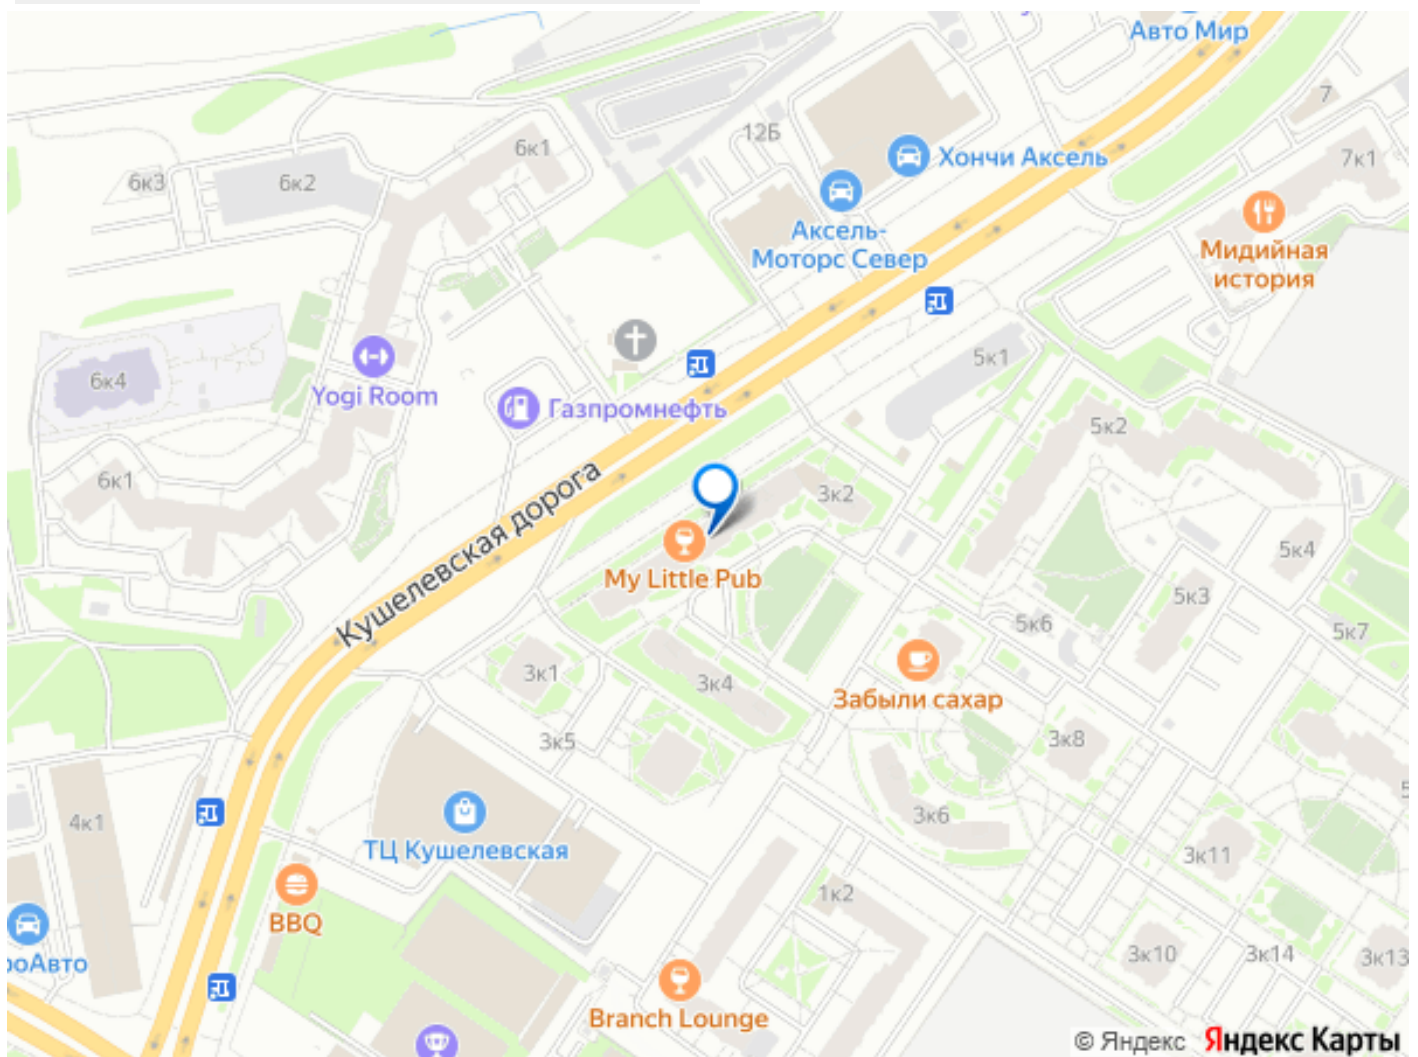 Авто Мир
7
12Б
6к1
Хончи Аксель
7к1
6к3
6к2
Аксель-
Моторс Север
Мидийная
история
5к1
6к4
Yogi Room
Газпромнефть
5к2
6к1
3к2
Кушелевская дорога
My Little Pub
5к4
5к3
5к6
5к7
3к1
3к4
Забыли сахар
3к5
3к8
4к1
ТЦ Кушелевская
3к6
3к11
1к2
BBQ
роАвто
3к10
3к14
3к13
Branch Lounge
© Яндекс Яндекс Карты